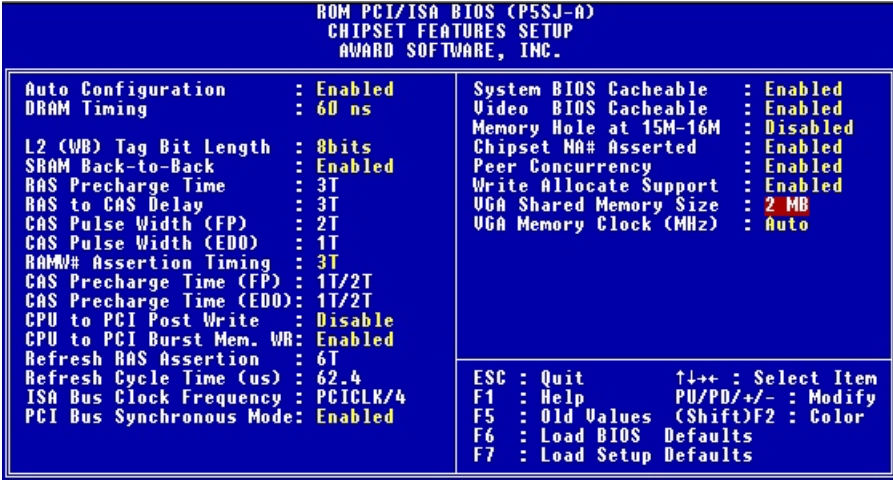 ROM PCI/ISA BIOS (P5SJ-A)
CHIPSET FEATURES SETUP
AWARD SOFTWARE, INC.
Auto Configuration : Enabled
DRAM Timing : 60 ns
L2 (WB) Tag Bit Length : 8bits
SRAM Back-to-Back : Enabled
RAS Precharge Time : 3T
RAS to CAS Delay : 3T
CAS Pulse Width (FP) : 2T
CAS Pulse Width (EDO) : 1T
RAMW# Assertion Timing : 3T
CAS Precharge Time (FP) : 1T/2T
CAS Precharge Time (EDO): 1T/2T
CPU to PCI Post Write : Disable
CPU to PCI Burst Mem. WR: Enabled
Refresh RAS Assertion : 6T
Refresh Cycle Time (us) : 62.4
ISA Bus Clock Frequency : PCICLK/4
PCI Bus Synchronous Mode: Enabled
System BIOS Cacheable : Enabled
Video BIOS Cacheable : Enabled
Memory Hole at 15M-16M : Disabled
Chipset NA# Asserted : Enabled
Peer Concurrency : Enabled
Write Allocate Support : Enabled
VGA Shared Memory Size : 2 MB
VGA Memory Clock (MHz) : Auto
ESC : Quit ↑↓→← : Select Item
F1 : Help PU/PD/+/- : Modify
F5 : Old Values (Shift)F2 : Color
F6 : Load BIOS Defaults
F7 : Load Setup Defaults